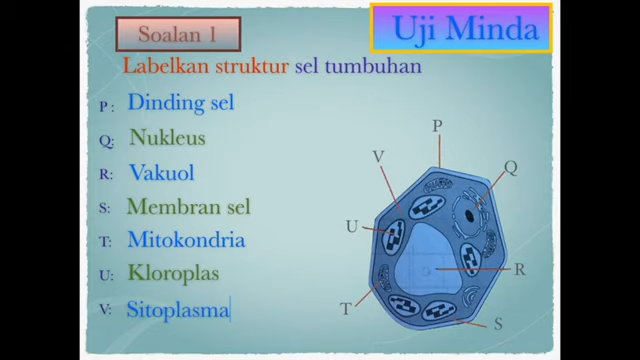 Soalan 1
Uji Minda
Labelkan struktur sel tumbuhan
P: Dinding sel
Q: Nukleus
R: Vakuol
S: Membran sel
T: Mitokondria
U: Kloroplas
V: Sitoplasma
P
V
Q
U
R
T
S